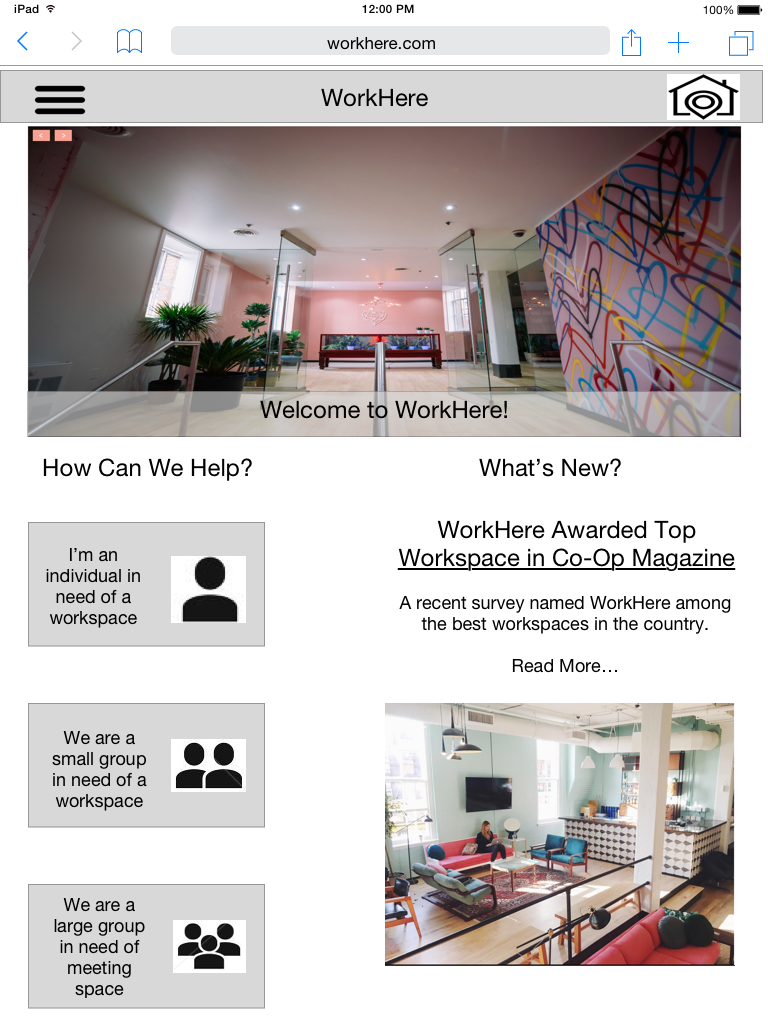 iPad 12:00 PM 100%
workhere.com
WorkHere
< >
Welcome to WorkHere!
How Can We Help?
I’m an
individual in
need of a
workspace
We are a
small group
in need of a
workspace
We are a
large group
in need of
meeting
space
What’s New?
WorkHere Awarded Top
Workspace in Co-Op Magazine
A recent survey named WorkHere among
the best workspaces in the country.
Read More…